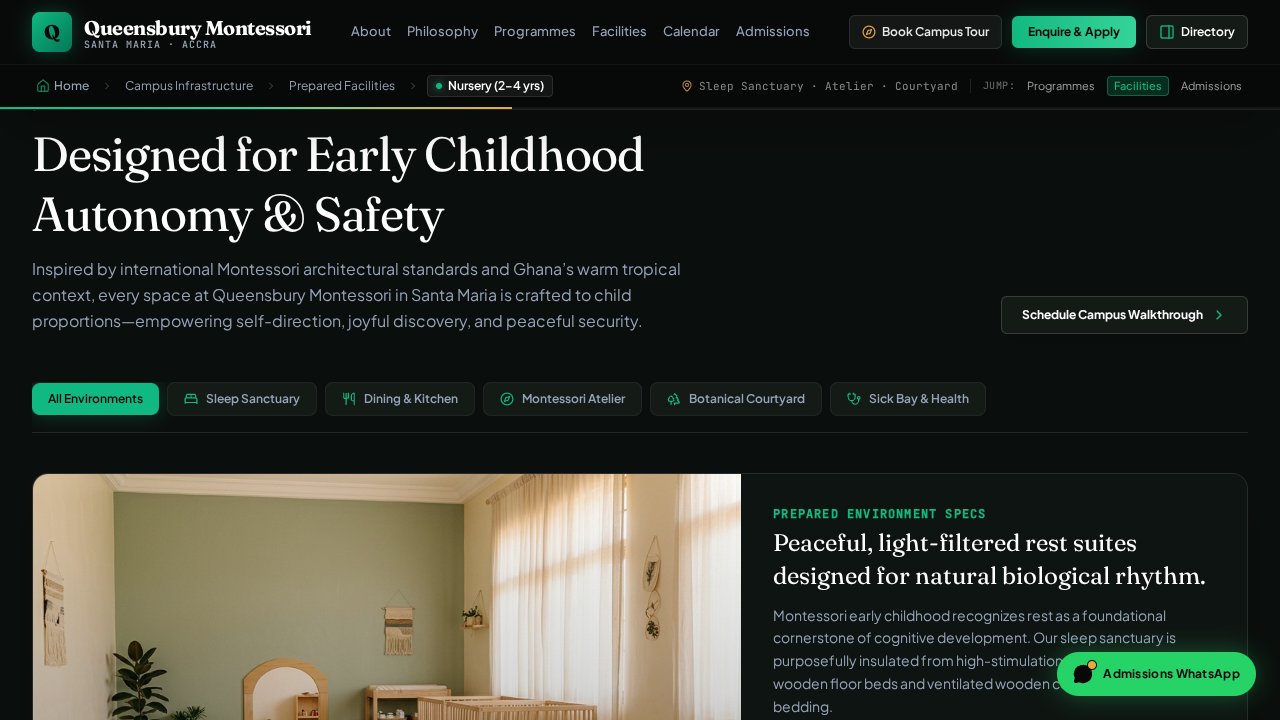 Q
Queensbury Montessori
SANTA MARIA · ACCRA
About
Philosophy
Programmes
Facilities
Calendar
Admissions
Book Campus Tour
Enquire & Apply
Directory
Home
Campus Infrastructure
Prepared Facilities
Nursery (2–4 yrs)
Sleep Sanctuary · Atelier · Courtyard
JUMP:
Programmes
Facilities
Admissions
Designed for Early Childhood
Autonomy & Safety
Inspired by international Montessori architectural standards and Ghana’s warm tropical
context, every space at Queensbury Montessori in Santa Maria is crafted to child
proportions—empowering self-direction, joyful discovery, and peaceful security.
Schedule Campus Walkthrough
All Environments
Sleep Sanctuary
Dining & Kitchen
Montessori Atelier
Botanical Courtyard
Sick Bay & Health
PREPARED ENVIRONMENT SPECS
Peaceful, light-filtered rest suites
designed for natural biological rhythm.
Montessori early childhood recognizes rest as a foundational
cornerstone of cognitive development. Our sleep sanctuary is
purposefully insulated from high-stimulation
wooden floor beds and ventilated wooden
bedding.
Admissions WhatsApp